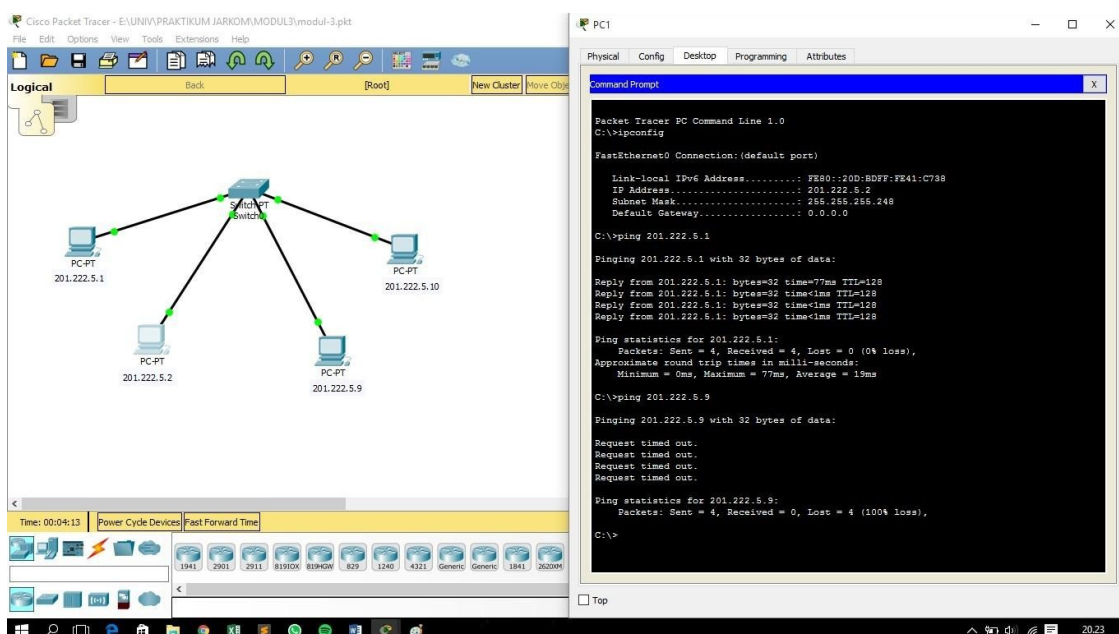 Cisco Packet Tracer - E:\UNIV\PRAKTIKUM JARKOM\MODUL3\modul-3.pkt
File Edit Options View Tools Extensions Help
Logical
Back
[Root]
New Cluster
Move Obje
Switch-PT
Switch0
PC-PT
201.222.5.1
PC-PT
201.222.5.10
PC-PT
201.222.5.2
PC-PT
201.222.5.9
Time: 00:04:13
Power Cycle Devices
Fast Forward Time
1941 2901 2911 819IOX 819HGW 829 1240 4321 Generic Generic 1841 2620XM
PC1
Physical Config Desktop Programming Attributes
Command Prompt
X
Packet Tracer PC Command Line 1.0
C:\>ipconfig
FastEthernet0 Connection:(default port)
Link-local IPv6 Address.........: FE80::20D:BDFF:FE41:C738
IP Address......................: 201.222.5.2
Subnet Mask.....................: 255.255.255.248
Default Gateway.................: 0.0.0.0
C:\>ping 201.222.5.1
Pinging 201.222.5.1 with 32 bytes of data:
Reply from 201.222.5.1: bytes=32 time=77ms TTL=128
Reply from 201.222.5.1: bytes=32 time<1ms TTL=128
Reply from 201.222.5.1: bytes=32 time<1ms TTL=128
Reply from 201.222.5.1: bytes=32 time<1ms TTL=128
Ping statistics for 201.222.5.1:
Packets: Sent = 4, Received = 4, Lost = 0 (0% loss),
Approximate round trip times in milli-seconds:
Minimum = 0ms, Maximum = 77ms, Average = 19ms
C:\>ping 201.222.5.9
Pinging 201.222.5.9 with 32 bytes of data:
Request timed out.
Request timed out.
Request timed out.
Request timed out.
Ping statistics for 201.222.5.9:
Packets: Sent = 4, Received = 0, Lost = 4 (100% loss),
C:\>
Top
20.23